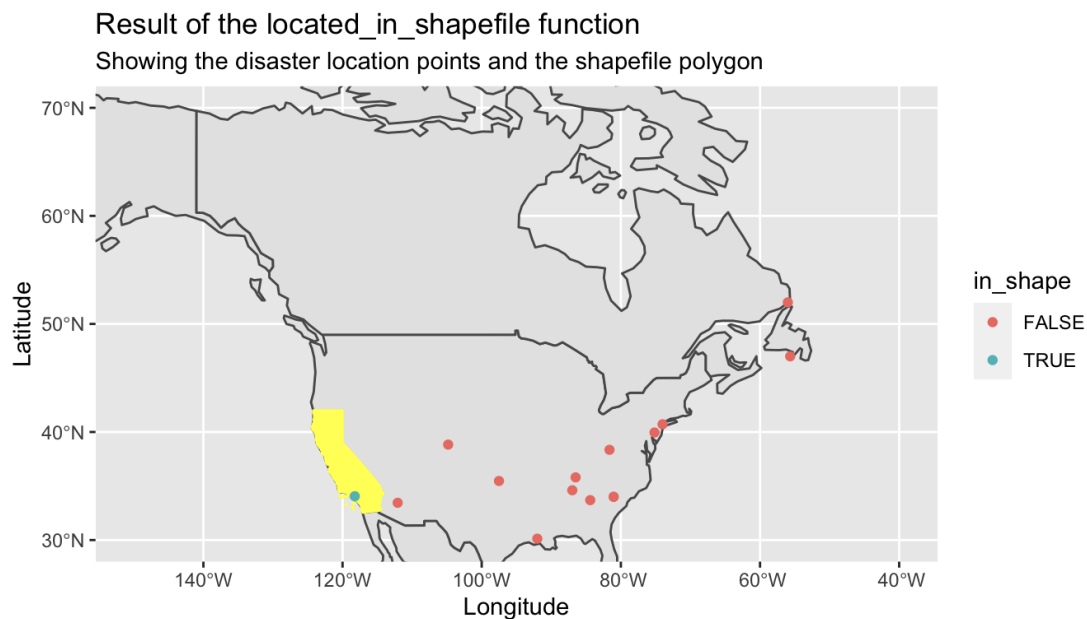 Result of the located_in_shapefile function
Showing the disaster location points and the shapefile polygon
70°N
60°N
50°N
40°N
30°N
Latitude
140°W 120°W 100°W 80°W 60°W 40°W
Longitude
in_shape
FALSE
TRUE